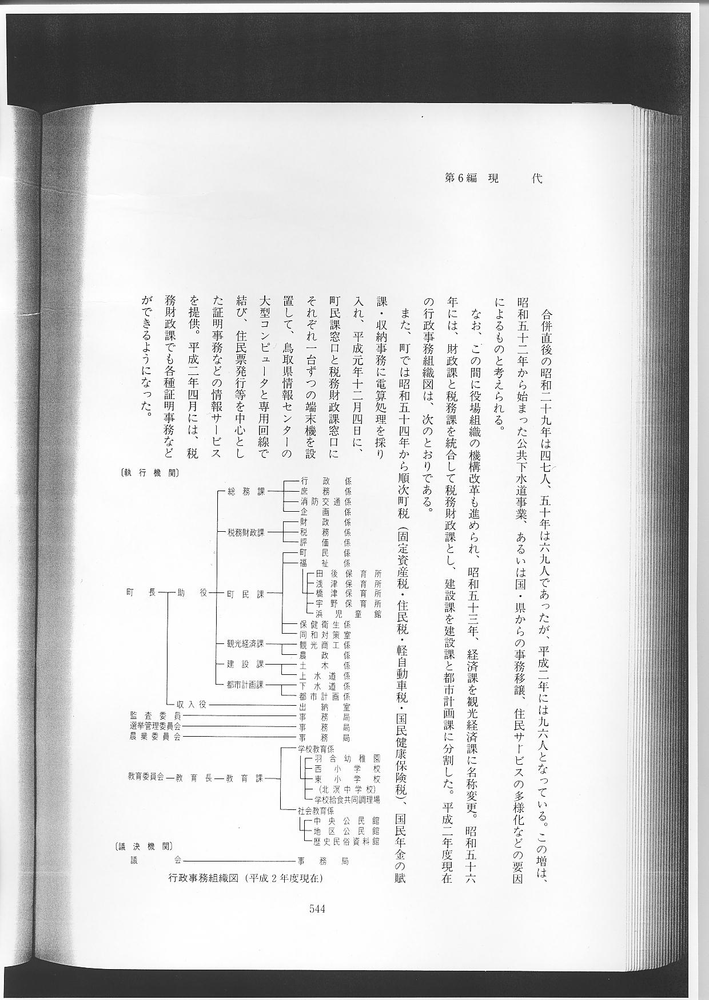 第6編 現 代
合併直後の昭和二十九年は四七人、五十年は六九人であったが、平成二年には九六人となっている。この増は、
昭和五十二年から始まった公共下水道事業、あるいは国・県からの事務移譲、住民サービスの多様化などの要因
によるものと考えられる。
なお、この間に役場組織の機構改革も進められ、昭和五十三年、経済課を観光経済課に名称変更。昭和五十六
年には、財政課と税務課を統合して税務財政課とし、建設課を建設課と都市計画課に分割した。平成二年度現在
の行政事務組織図は、次のとおりである。
また、町では昭和五十四年から順次町税（固定資産税・住民税・軽自動車税・国民健康保険税）、国民年金の賦
課・収納事務に電算処理を採り
入れ、平成元年十二月四日に、
町民課窓口と税務財政課窓口に
それぞれ一台ずつの端末機を設
置して、鳥取県情報センターの
大型コンピュータと専用回線で
結び、住民票発行等を中心とし
た証明事務などの情報サービス
を提供。平成二年四月には、税
務財政課でも各種証明事務など
ができるようになった。
〔執行機関〕
町長
助役
総務課
行政係
庶務係
消防交通係
企画係
税務財政課
財政係
税務係
評価係
町民課
町民係
福祉係
田後保育所
浅津保育所
橋津保育所
宇野保育所
浜児童館
保健衛生係
同和対策室
観光経済課
観光商工係
農政係
建設課
土木係
上水道係
都市計画課
下水道係
都市計画係
収入役
出納室
監査委員 事務局
選挙管理委員会 事務局
農業委員会 事務局
教育委員会
教育長
教育課
学校教育係
羽合幼稚園
西小学校
東小学校
（北溟中学校）
学校給食共同調理場
社会教育係
中央公民館
地区公民館
歴史民俗資料館
〔議決機関〕
議会 事務局
行政事務組織図（平成2年度現在）
544